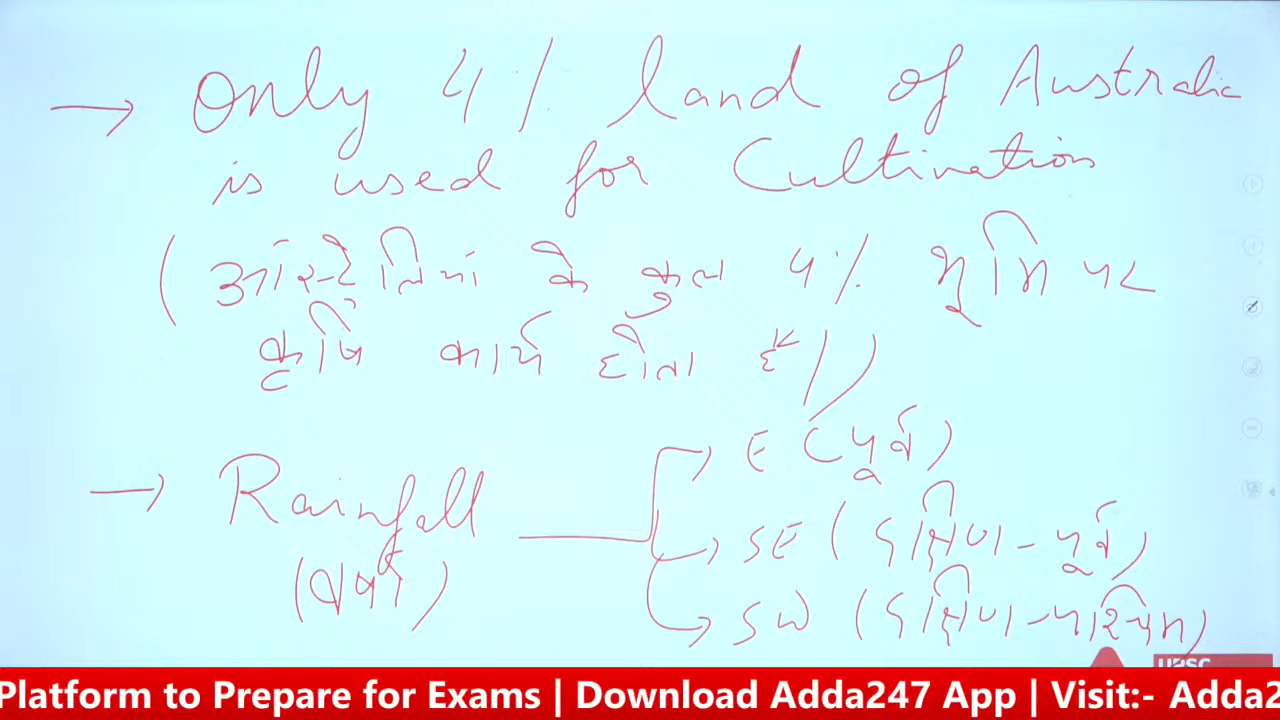 → Only 4% land of Australia
is used for Cultivation
(ऑस्ट्रेलिया के कुल 4% भूमि पर
कृषि कार्य होता है।)
→ Rainfall
(वर्षा)
→ E (पूर्व)
→ SE (दक्षिण-पूर्व)
→ SW (दक्षिण-पश्चिम)
UPSC
Platform to Prepare for Exams | Download Adda247 App | Visit:- Adda2